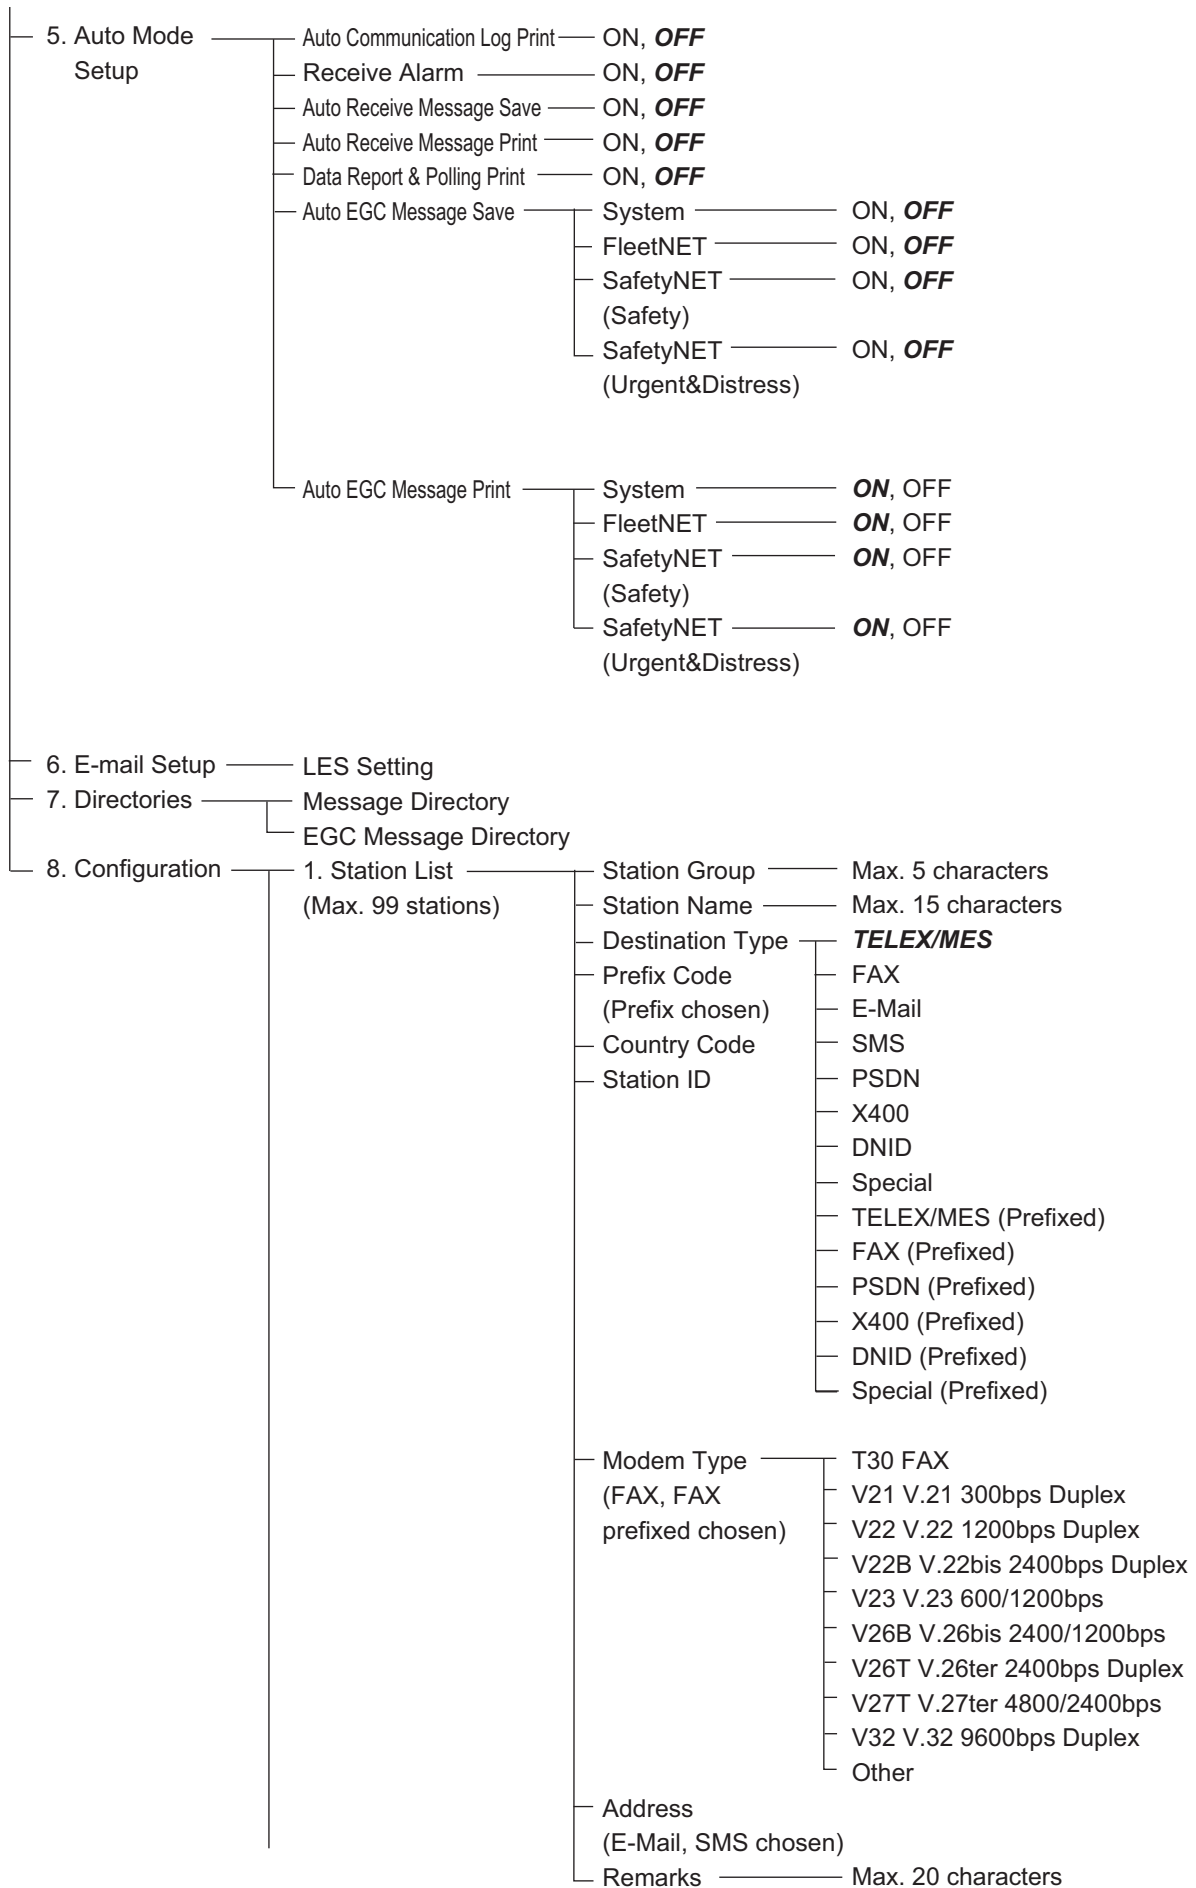 5. Auto Mode Setup
Auto Communication Log Print ON, OFF
Receive Alarm ON, OFF
Auto Receive Message Save ON, OFF
Auto Receive Message Print ON, OFF
Data Report & Polling Print ON, OFF
Auto EGC Message Save System ON, OFF
FleetNET ON, OFF
SafetyNET ON, OFF
(Safety)
SafetyNET ON, OFF
(Urgent&Distress)
Auto EGC Message Print System ON, OFF
FleetNET ON, OFF
SafetyNET ON, OFF
(Safety)
SafetyNET ON, OFF
(Urgent&Distress)
6. E-mail Setup LES Setting
7. Directories Message Directory
EGC Message Directory
8. Configuration 1. Station List
(Max. 99 stations)
Station Group Max. 5 characters
Station Name Max. 15 characters
Destination Type TELEX/MES
Prefix Code FAX
(Prefix chosen) E-Mail
Country Code SMS
Station ID PSDN
X400
DNID
Special
TELEX/MES (Prefixed)
FAX (Prefixed)
PSDN (Prefixed)
X400 (Prefixed)
DNID (Prefixed)
Special (Prefixed)
Modem Type T30 FAX
(FAX, FAX V21 V.21 300bps Duplex
prefixed chosen) V22 V.22 1200bps Duplex
V22B V.22bis 2400bps Duplex
V23 V.23 600/1200bps
V26B V.26bis 2400/1200bps
V26T V.26ter 2400bps Duplex
V27T V.27ter 4800/2400bps
V32 V.32 9600bps Duplex
Other
Address
(E-Mail, SMS chosen)
Remarks Max. 20 characters